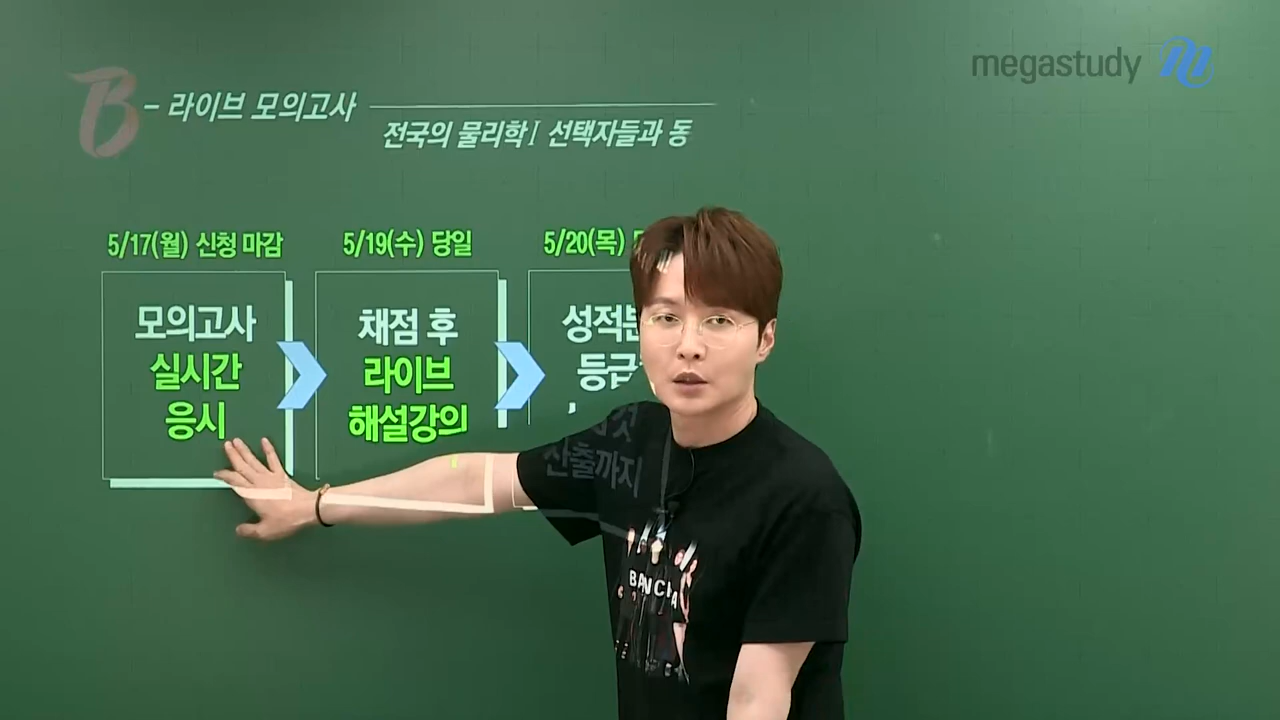 megastudy
B - 라이브 모의고사
전국의 물리학Ⅰ 선택자들과 동
5/17(월) 신청 마감
모의고사
실시간
응시
5/19(수) 당일
채점 후
라이브
해설강의
5/20(목)
등급
산출까지